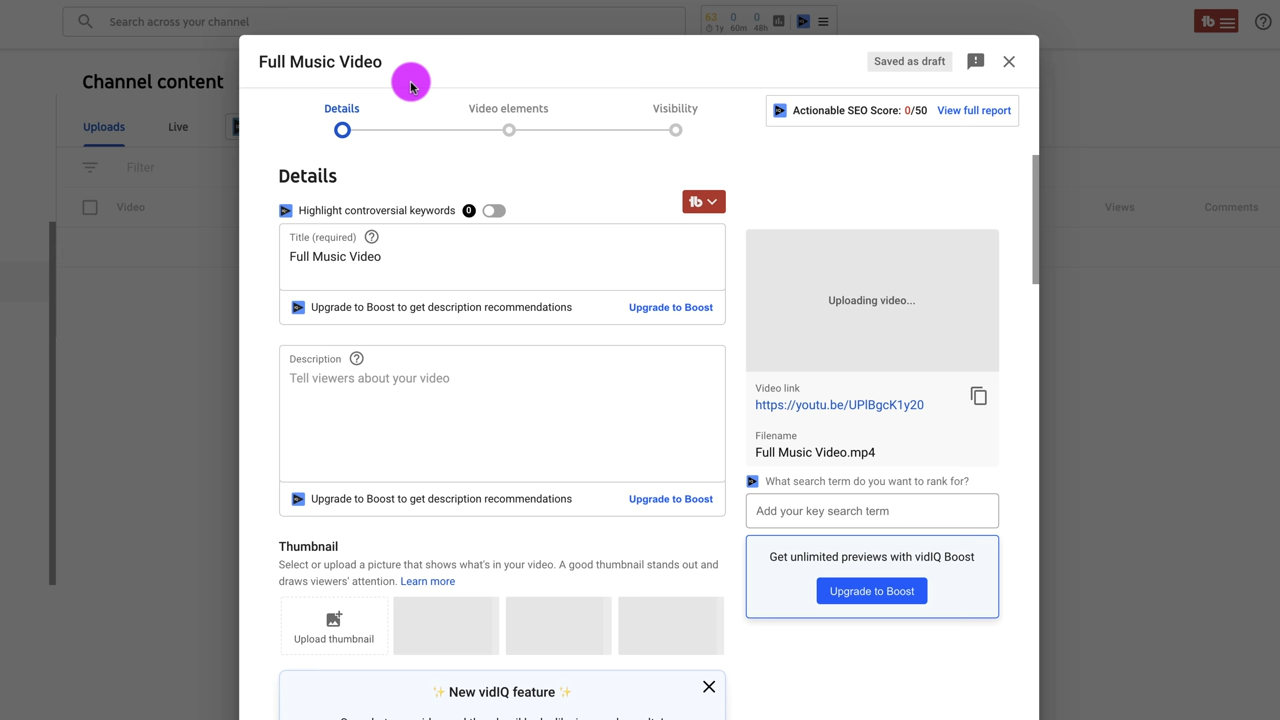 Search across your channel
63 0 0
1y 60m 48h
tb
Full Music Video
Saved as draft
Channel content
Details
Video elements
Visibility
Actionable SEO Score: 0/50 View full report
Uploads
Live
Filter
Details
Highlight controversial keywords 0
tb
Video
Views
Comments
Title (required)
Full Music Video
Upgrade to Boost to get description recommendations
Upgrade to Boost
Uploading video...
Description
Tell viewers about your video
Video link
https://youtu.be/UPlBgcK1y20
Filename
Full Music Video.mp4
What search term do you want to rank for?
Add your key search term
Upgrade to Boost to get description recommendations
Upgrade to Boost
Thumbnail
Select or upload a picture that shows what's in your video. A good thumbnail stands out and
draws viewers' attention. Learn more
Get unlimited previews with vidIQ Boost
Upgrade to Boost
Upload thumbnail
✨ New vidIQ feature ✨